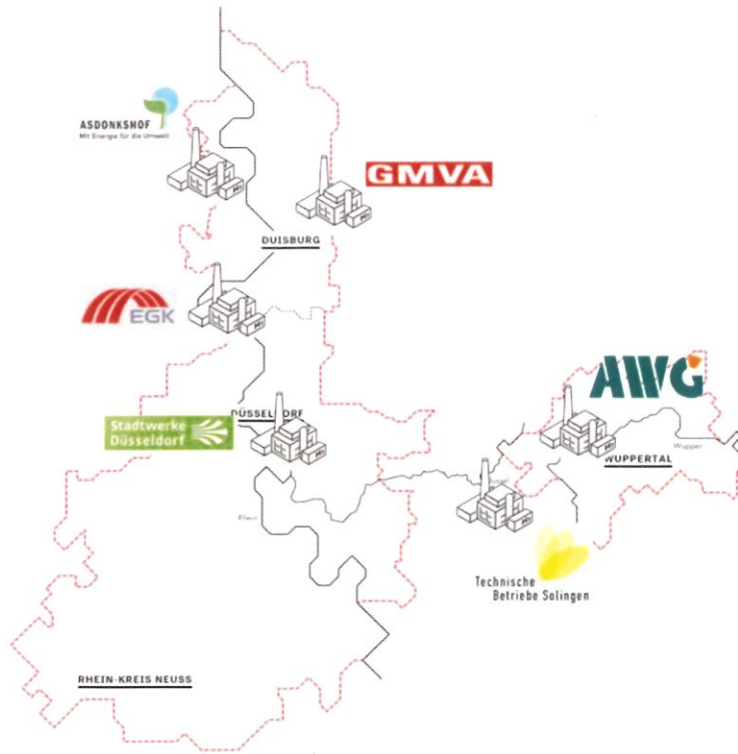 ASDONKSHOF
Mit Energie für die Umwelt
GMVA
DUISBURG
EGK
AWG
Stadtwerke
Düsseldorf
DÜSSELDORF
WUPPERTAL
Wupper
Rhein
Technische
Betriebe Solingen
RHEIN-KREIS NEUSS